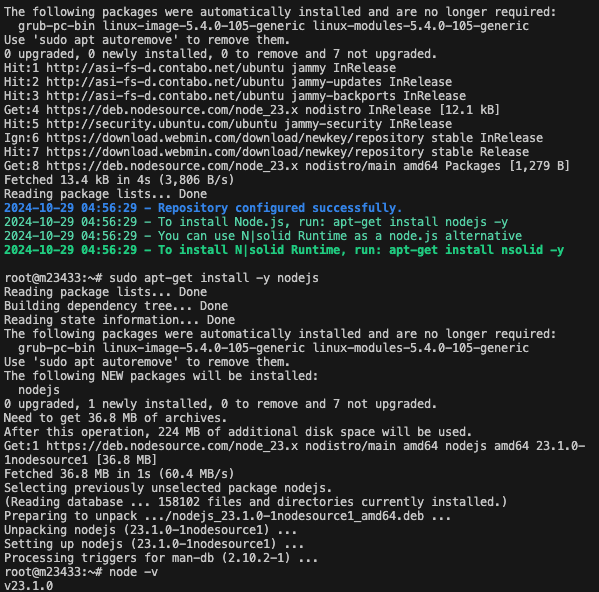 The following packages were automatically installed and are no longer required:
  grub-pc-bin linux-image-5.4.0-105-generic linux-modules-5.4.0-105-generic
Use 'sudo apt autoremove' to remove them.
0 upgraded, 0 newly installed, 0 to remove and 7 not upgraded.
Hit:1 http://asi-fs-d.contabo.net/ubuntu jammy InRelease
Hit:2 http://asi-fs-d.contabo.net/ubuntu jammy-updates InRelease
Hit:3 http://asi-fs-d.contabo.net/ubuntu jammy-backports InRelease
Get:4 https://deb.nodesource.com/node_23.x nodistro InRelease [12.1 kB]
Hit:5 http://security.ubuntu.com/ubuntu jammy-security InRelease
Ign:6 https://download.webmin.com/download/newkey/repository stable InRelease
Hit:7 https://download.webmin.com/download/newkey/repository stable Release
Get:8 https://deb.nodesource.com/node_23.x nodistro/main amd64 Packages [1,279 B]
Fetched 13.4 kB in 4s (3,806 B/s)
Reading package lists... Done
2024-10-29 04:56:29 - Repository configured successfully.
2024-10-29 04:56:29 - To install Node.js, run: apt-get install nodejs -y
2024-10-29 04:56:29 - You can use N|solid Runtime as a node.js alternative
2024-10-29 04:56:29 - To install N|solid Runtime, run: apt-get install nsolid -y
root@m23433:~# sudo apt-get install -y nodejs
Reading package lists... Done
Building dependency tree... Done
Reading state information... Done
The following packages were automatically installed and are no longer required:
  grub-pc-bin linux-image-5.4.0-105-generic linux-modules-5.4.0-105-generic
Use 'sudo apt autoremove' to remove them.
The following NEW packages will be installed:
  nodejs
0 upgraded, 1 newly installed, 0 to remove and 7 not upgraded.
Need to get 36.8 MB of archives.
After this operation, 224 MB of additional disk space will be used.
Get:1 https://deb.nodesource.com/node_23.x nodistro/main amd64 nodejs amd64 23.1.0-
1nodesource1 [36.8 MB]
Fetched 36.8 MB in 1s (60.4 MB/s)
Selecting previously unselected package nodejs.
(Reading database ... 158102 files and directories currently installed.)
Preparing to unpack .../nodejs_23.1.0-1nodesource1_amd64.deb ...
Unpacking nodejs (23.1.0-1nodesource1) ...
Setting up nodejs (23.1.0-1nodesource1) ...
Processing triggers for man-db (2.10.2-1) ...
root@m23433:~# node -v
v23.1.0